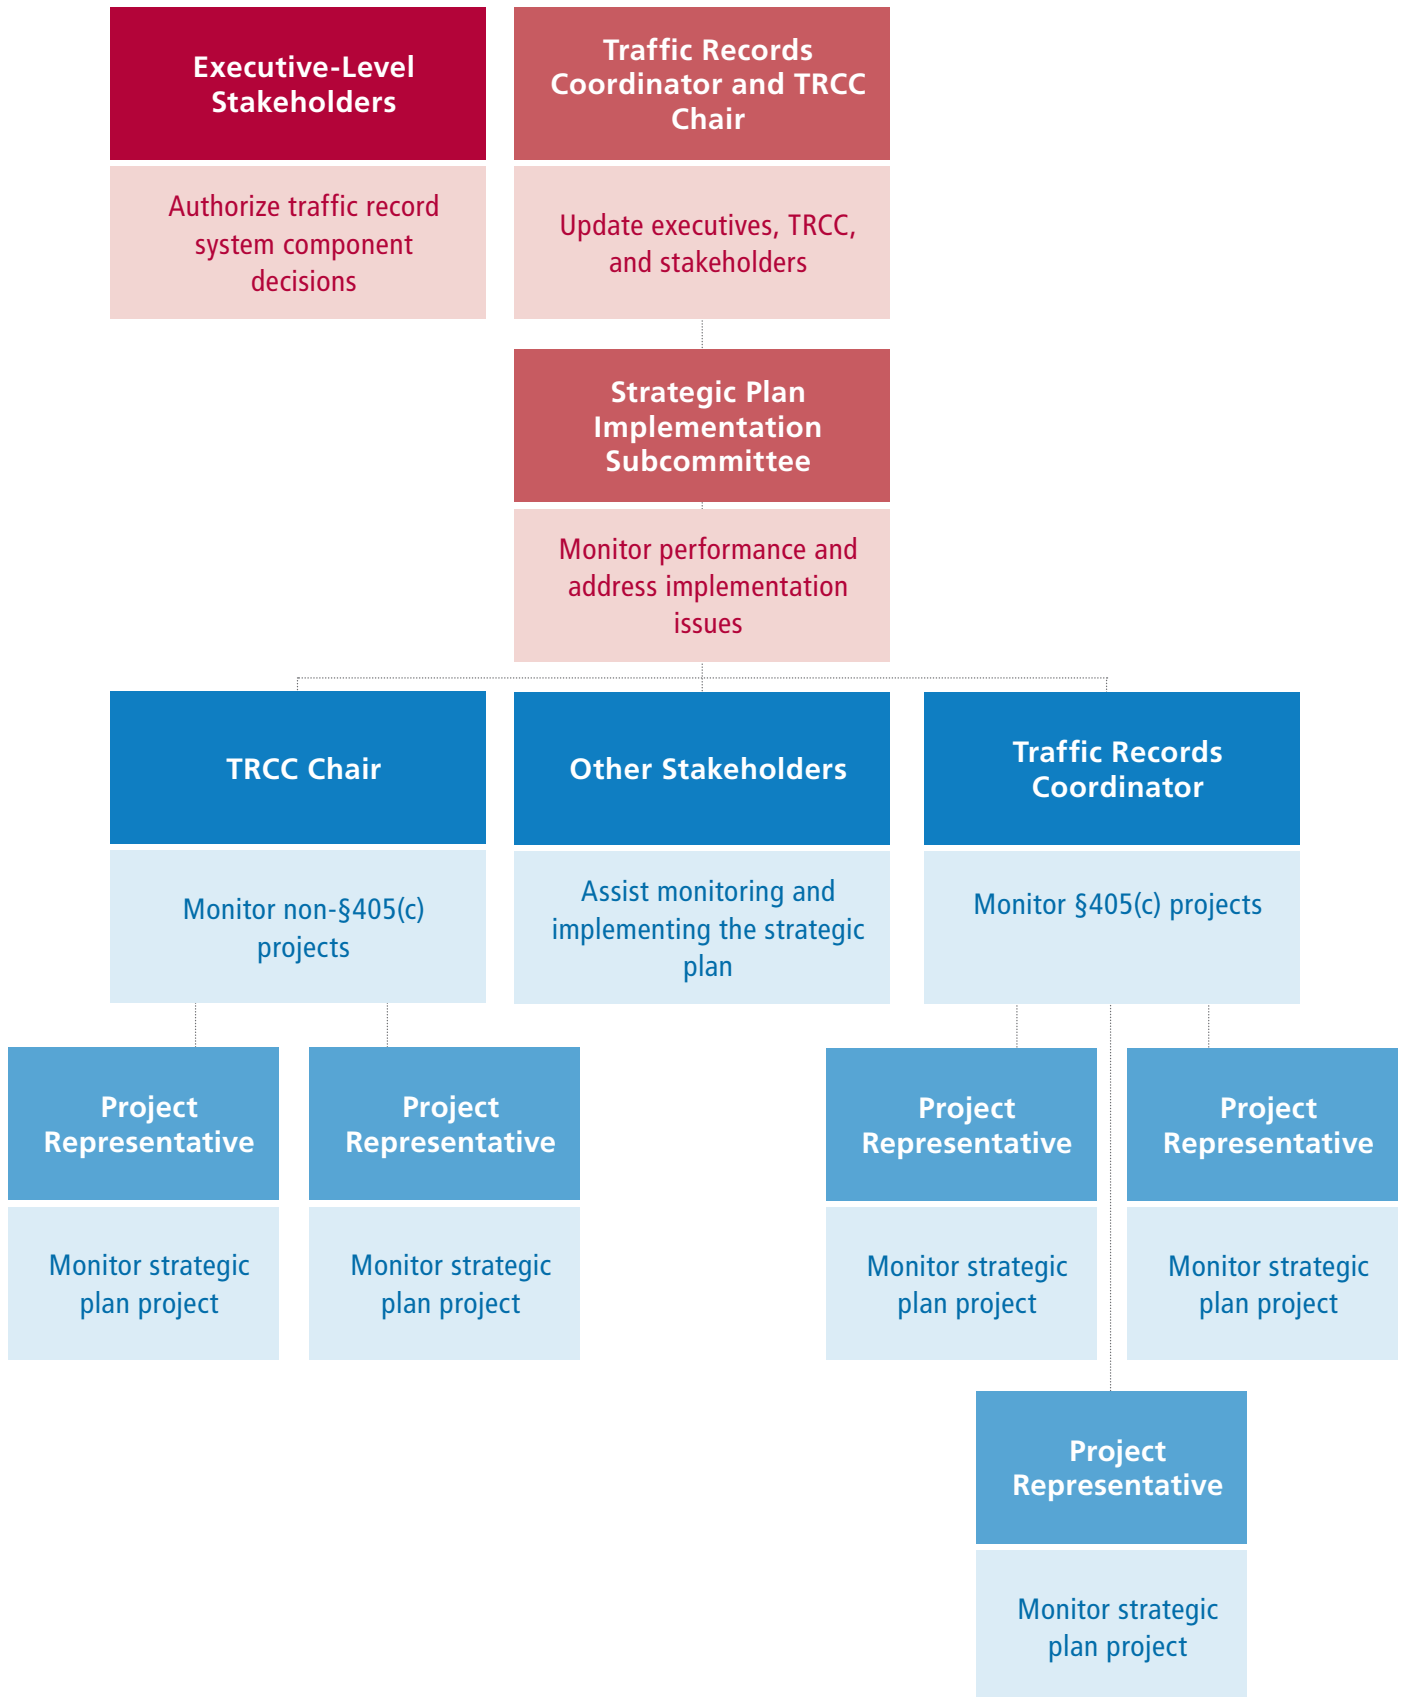 Executive-Level
Stakeholders
Authorize traffic record
system component
decisions
Traffic Records
Coordinator and TRCC
Chair
Update executives, TRCC,
and stakeholders
Strategic Plan
Implementation
Subcommittee
Monitor performance and
address implementation
issues
TRCC Chair
Monitor non-§405(c)
projects
Other Stakeholders
Assist monitoring and
implementing the strategic
plan
Traffic Records
Coordinator
Monitor §405(c) projects
Project
Representative
Monitor strategic
plan project
Project
Representative
Monitor strategic
plan project
Project
Representative
Monitor strategic
plan project
Project
Representative
Monitor strategic
plan project
Project
Representative
Monitor strategic
plan project